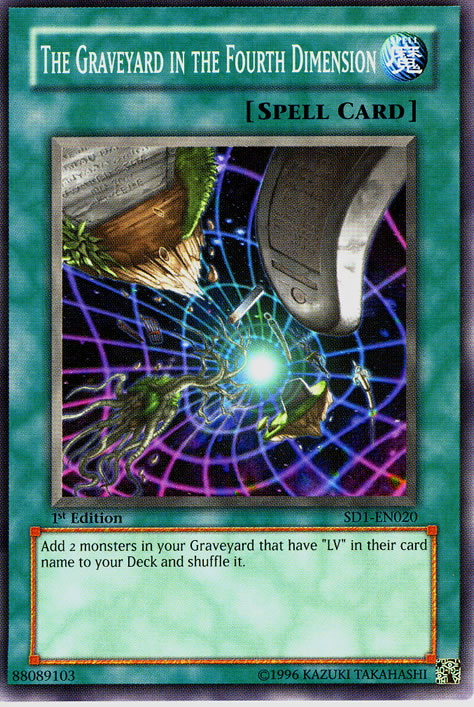 THE GRAVEYARD IN THE FOURTH DIMENSION
魔
[SPELL CARD]
1st Edition
SD1-EN020
Add 2 monsters in your Graveyard that have "LV" in their card
name to your Deck and shuffle it.
88089103
©1996 KAZUKI TAKAHASHI